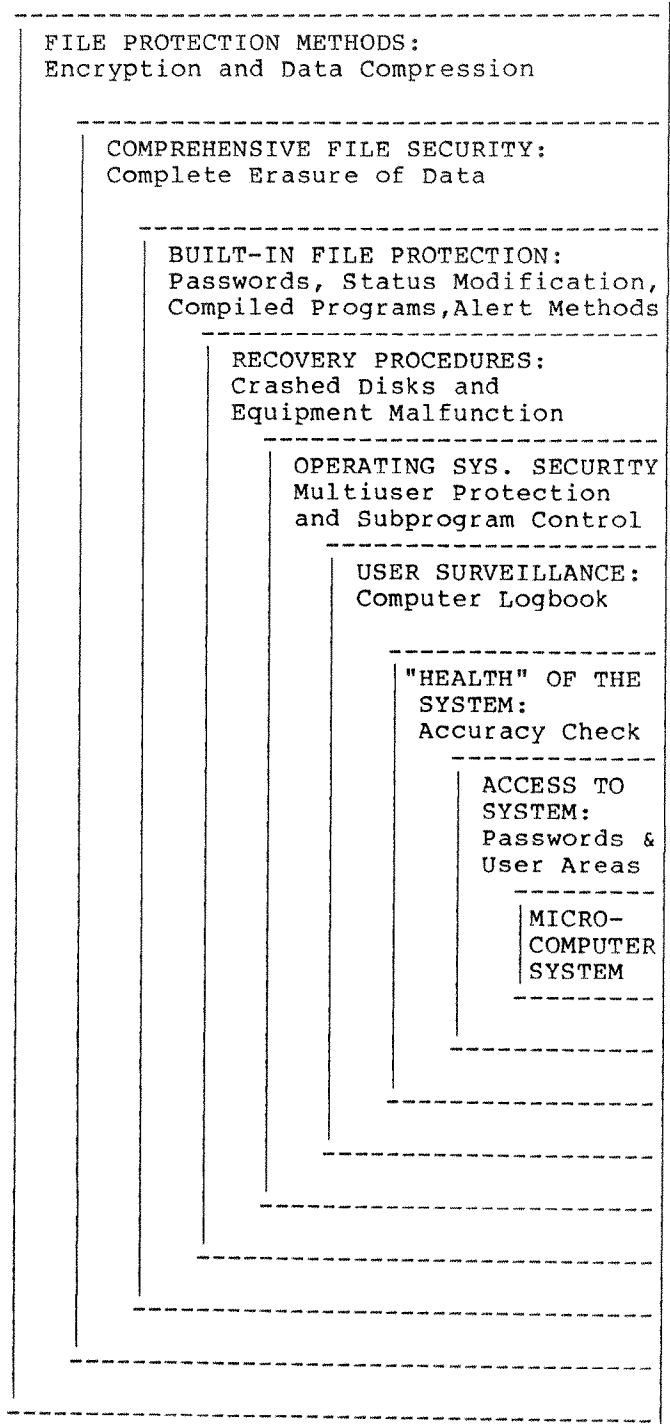 FILE PROTECTION METHODS:
Encryption and Data Compression
COMPREHENSIVE FILE SECURITY:
Complete Erasure of Data
BUILT-IN FILE PROTECTION:
Passwords, Status Modification,
Compiled Programs,Alert Methods
RECOVERY PROCEDURES:
Crashed Disks and
Equipment Malfunction
OPERATING SYS. SECURITY
Multiuser Protection
and Subprogram Control
USER SURVEILLANCE:
Computer Logbook
"HEALTH" OF THE
SYSTEM:
Accuracy Check
ACCESS TO
SYSTEM:
Passwords &
User Areas
MICRO-
COMPUTER
SYSTEM